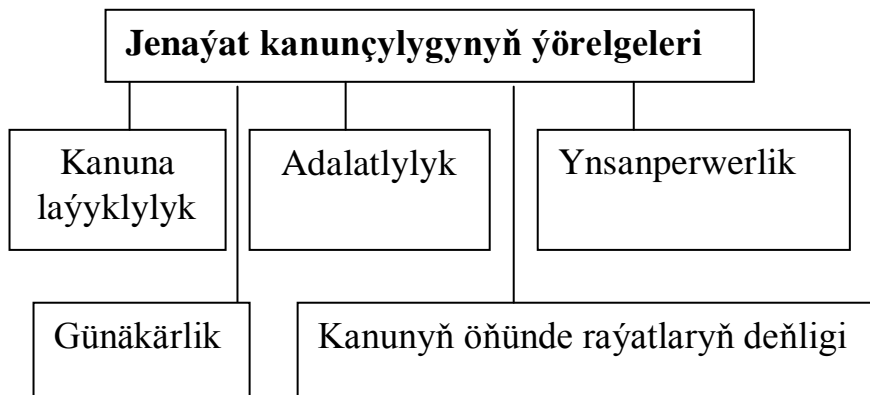 Jenaýat kanunçylygynyň ýörelgeleri
Kanuna
laýyklylyk
Adalatlylyk
Ynsanperwerlik
Günäkärlik
Kanunyň öňünde raýatlaryň deňligi